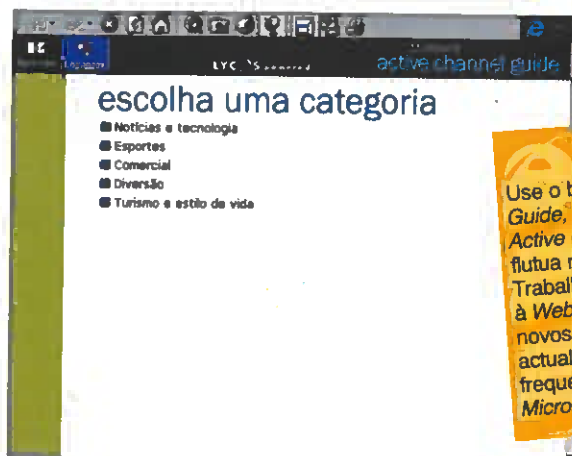 active channel guide
escolha uma categoria
Notícias e tecnologia
Esportes
Comercial
Diversão
Turismo e estilo de vida
Use o b
Guide,
Active
flutua
Trabal
à Web
novos
actual
freque
Micros